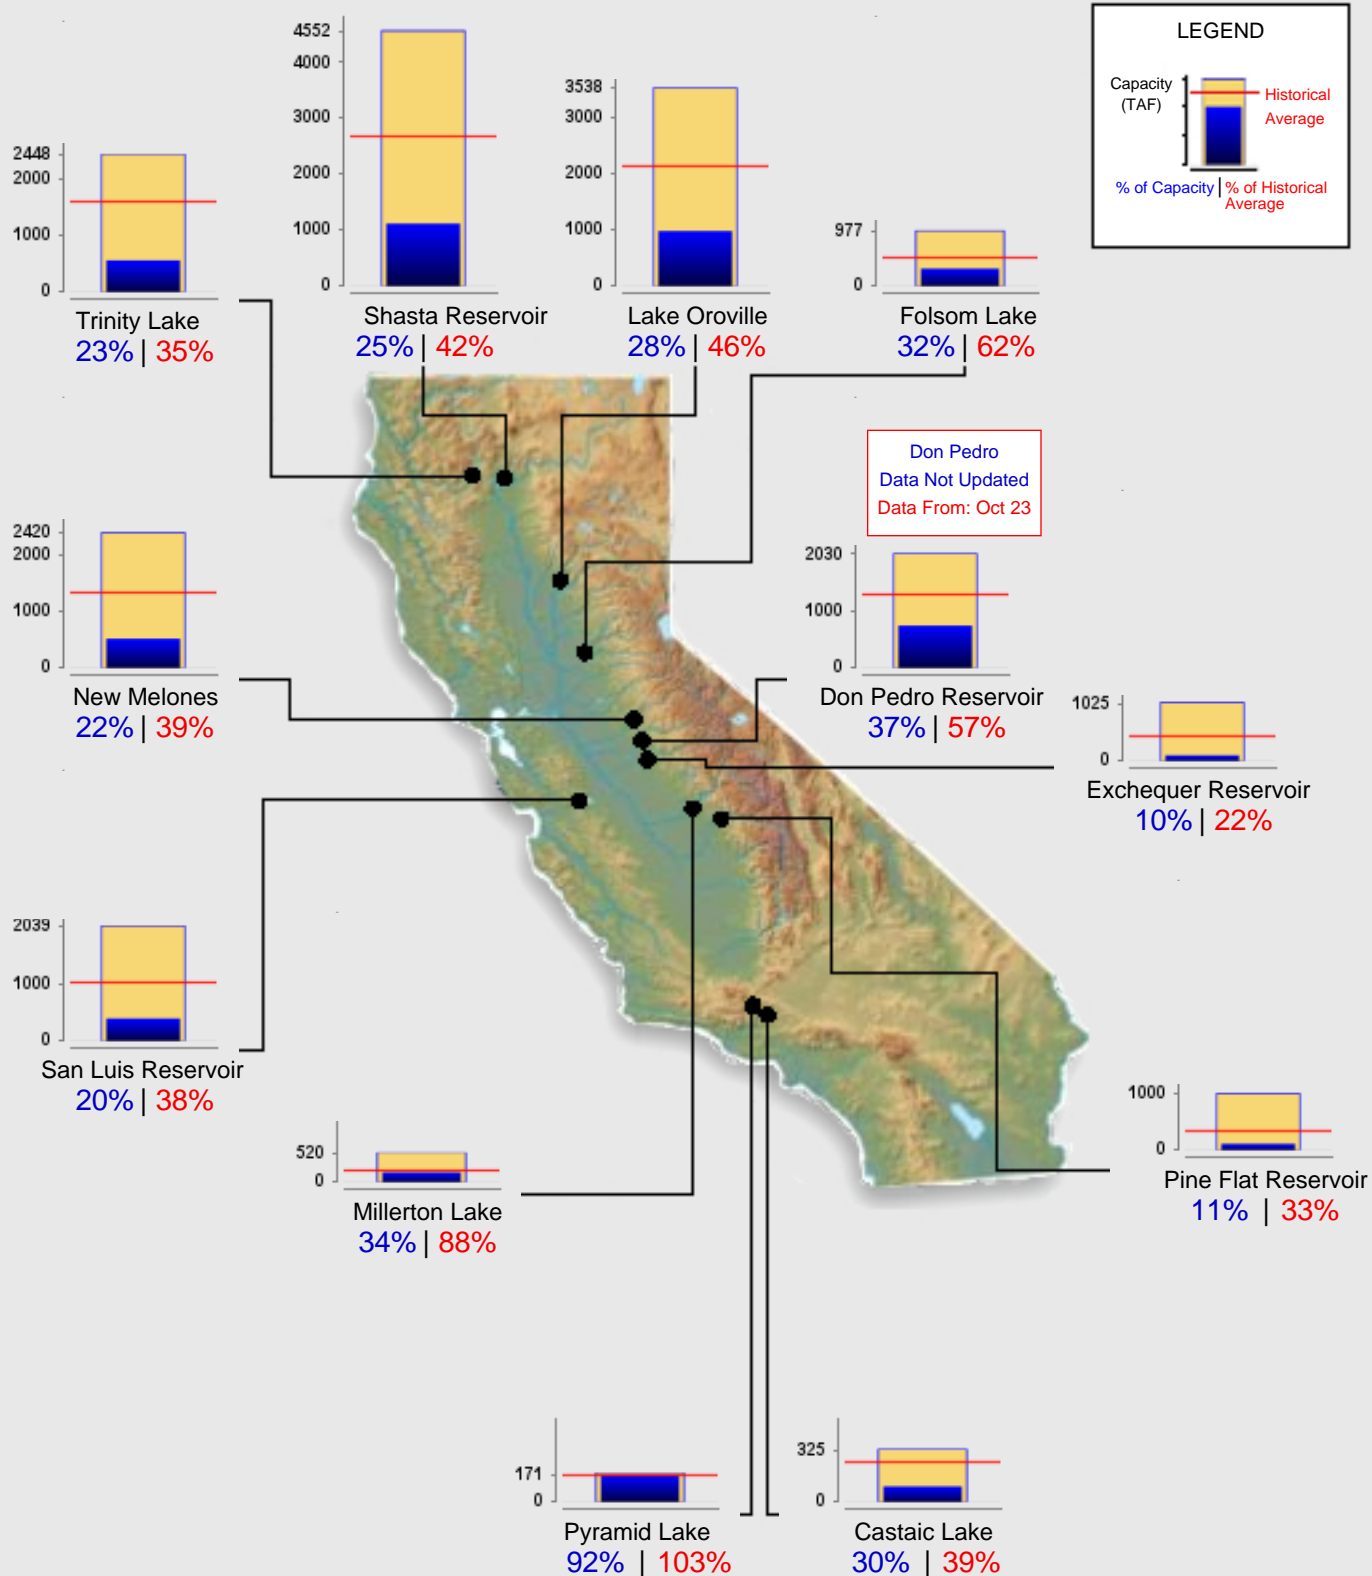 4552
4000
3000
2000
1000
0
Shasta Reservoir
25% | 42%
3538
3000
2000
1000
0
Lake Oroville
28% | 46%
LEGEND
Capacity
(TAF)
Historical
Average
% of Capacity | % of Historical
Average
2448
2000
1000
0
Trinity Lake
23% | 35%
977
0
Folsom Lake
32% | 62%
Don Pedro
Data Not Updated
Data From: Oct 23
2420
2000
1000
0
New Melones
22% | 39%
2030
1000
0
Don Pedro Reservoir
37% | 57%
1025
0
Exchequer Reservoir
10% | 22%
2039
1000
0
San Luis Reservoir
20% | 38%
520
0
Millerton Lake
34% | 88%
1000
0
Pine Flat Reservoir
11% | 33%
171
0
Pyramid Lake
92% | 103%
325
0
Castaic Lake
30% | 39%